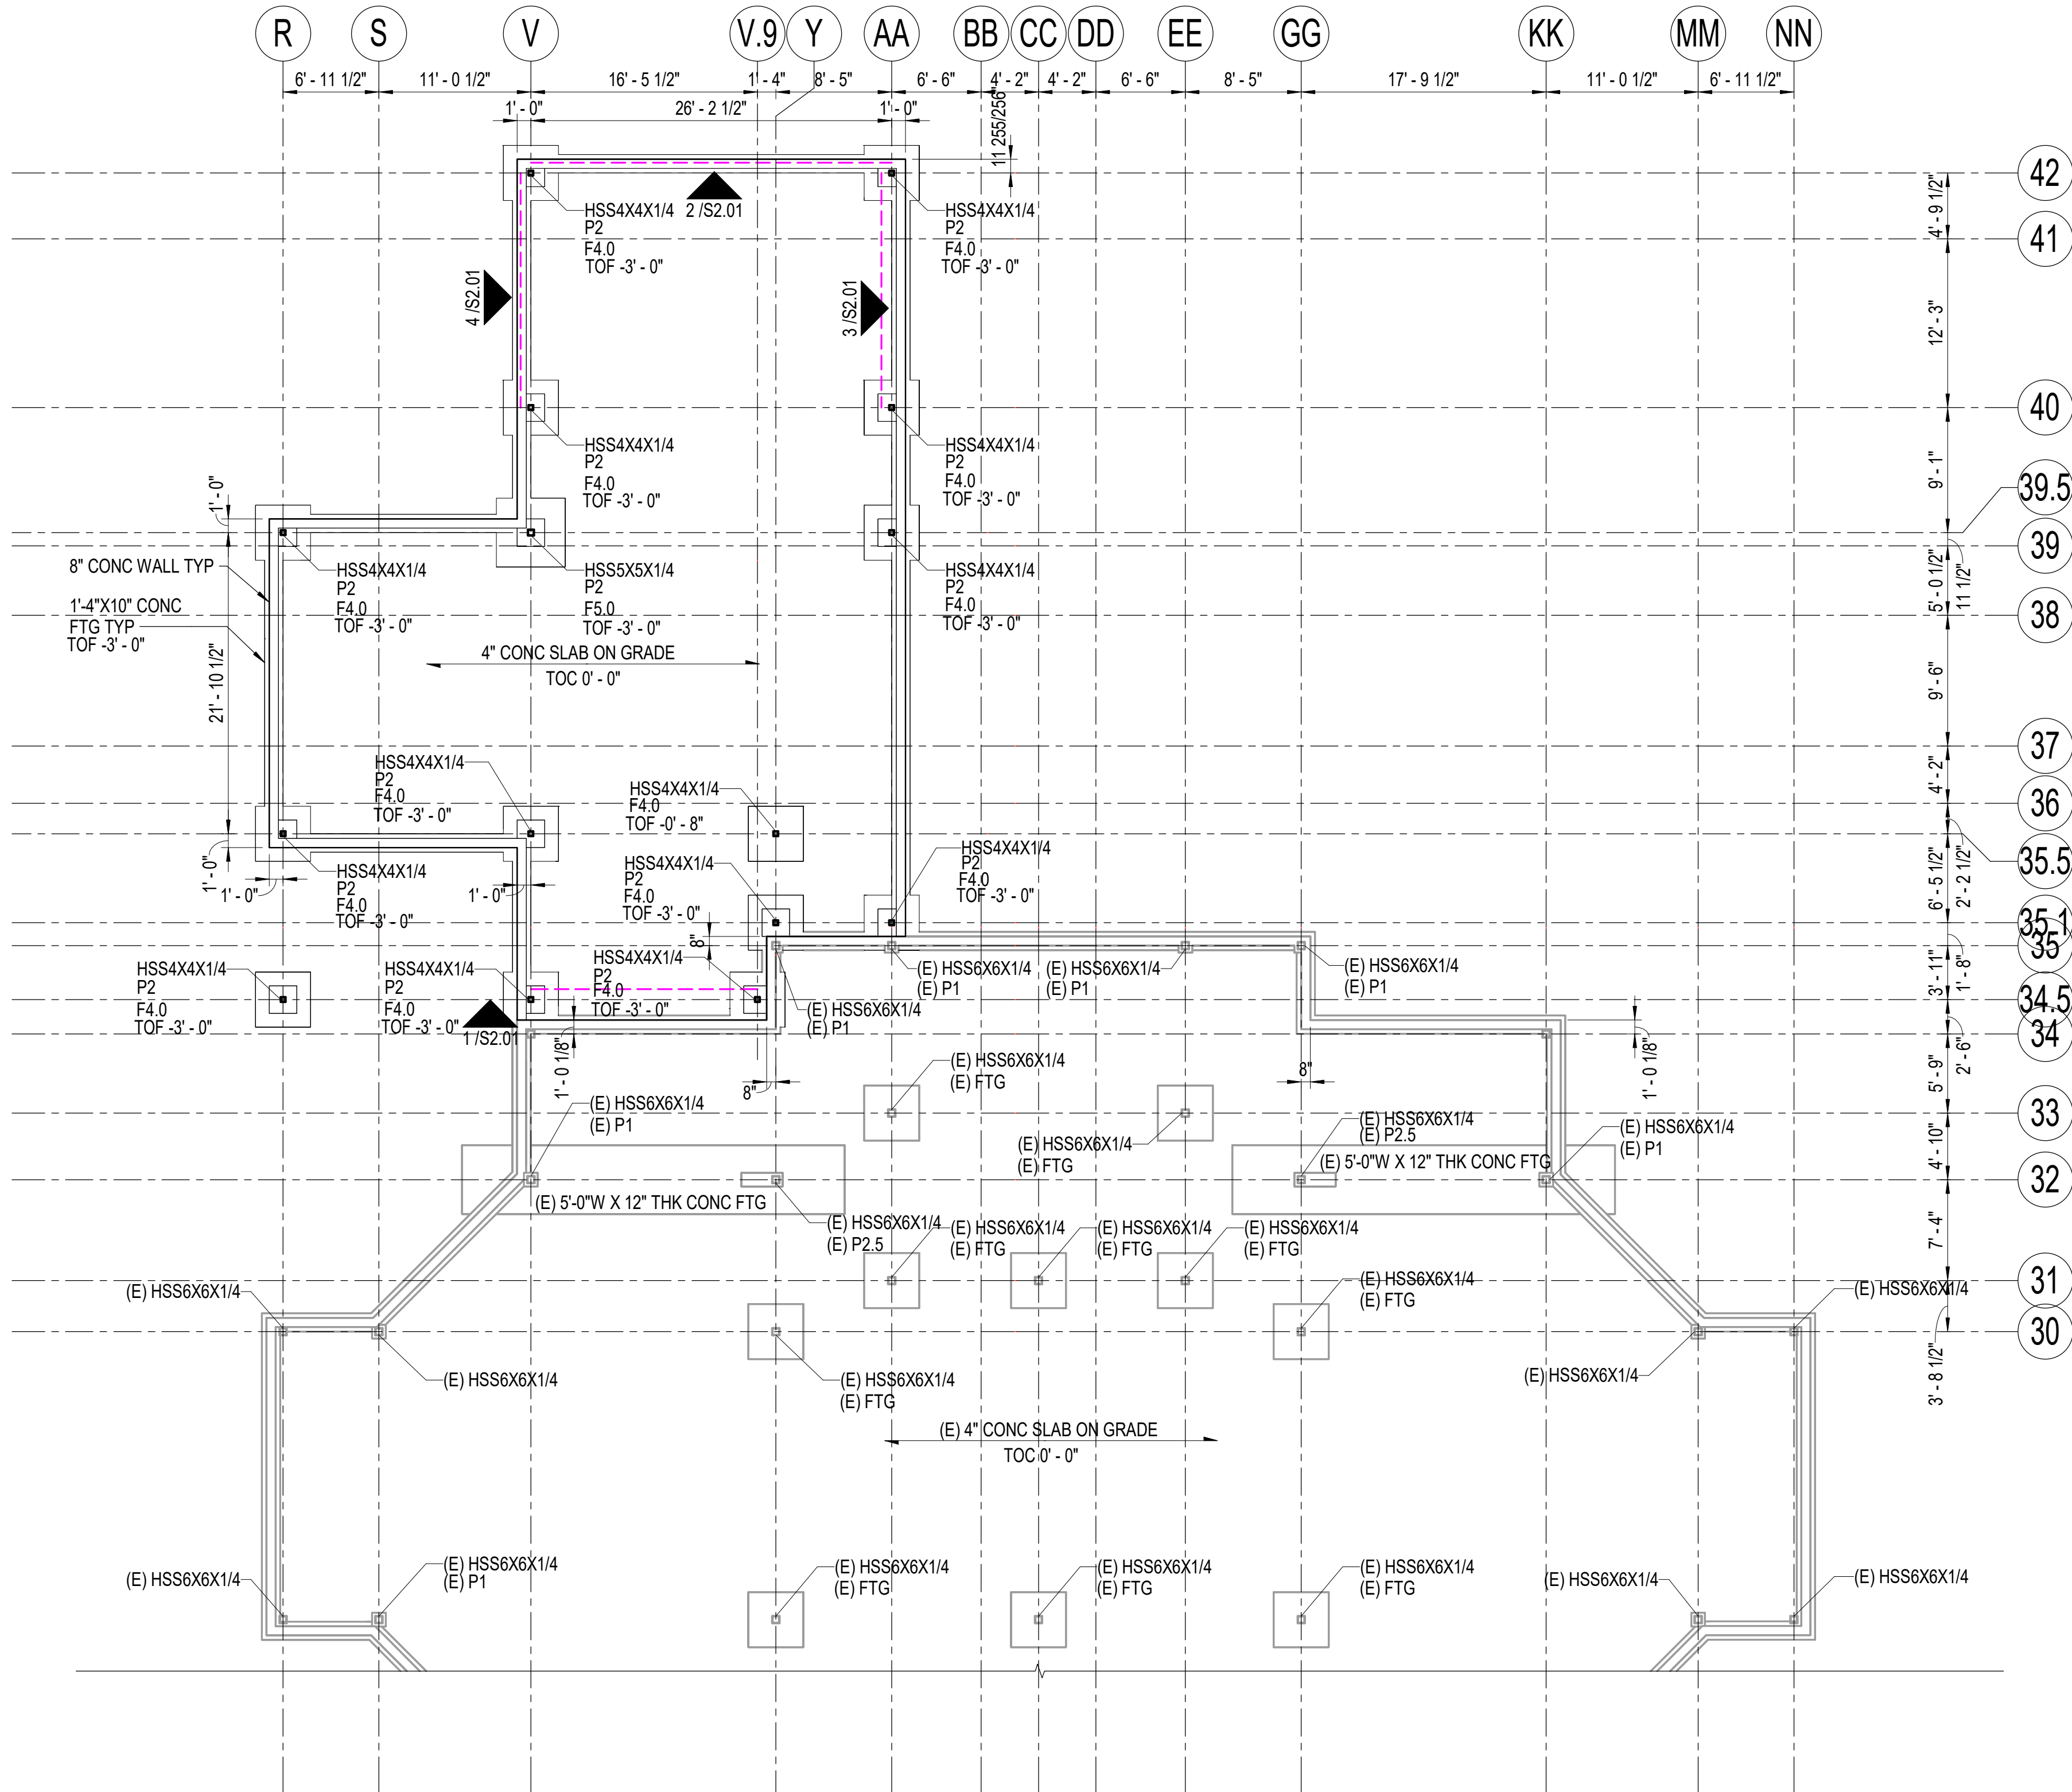 R S V V.9 Y AA BB CC DD EE GG KK MM NN
6' - 11 1/2" 11' - 0 1/2" 16' - 5 1/2" 1' - 4" 8' - 5" 6' - 6" 4' - 2" 4' - 2" 6' - 6" 8' - 5" 17' - 9 1/2" 11' - 0 1/2" 6' - 11 1/2"
1' - 0" 26' - 2 1/2" 1' - 0"
11 255/256"
42
4' - 9 1/2"
HSS4X4X1/4
P2
F4.0
TOF -3' - 0"
2 /S2.01
HSS4X4X1/4
P2
F4.0
TOF -3' - 0"
41
4 /S2.01
3 /S2.01
12' - 3"
40
HSS4X4X1/4
P2
F4.0
TOF -3' - 0"
HSS4X4X1/4
P2
F4.0
TOF -3' - 0"
9' - 1"
39.5
1' - 0"
39
8" CONC WALL TYP
1'-4"X10" CONC
FTG TYP
TOF -3' - 0"
HSS4X4X1/4
P2
F4.0
TOF -3' - 0"
HSS5X5X1/4
P2
F5.0
TOF -3' - 0"
HSS4X4X1/4
P2
F4.0
TOF -3' - 0"
5' - 0 1/2"
11 1/2"
38
4" CONC SLAB ON GRADE
TOC 0' - 0"
21' - 10 1/2"
9' - 6"
37
HSS4X4X1/4
P2
F4.0
TOF -3' - 0"
HSS4X4X1/4
F4.0
TOF -0' - 8"
4' - 2"
36
1' - 0"
1' - 0"
HSS4X4X1/4
P2
F4.0
TOF -3' - 0"
1' - 0"
HSS4X4X1/4
P2
F4.0
TOF -3' - 0"
HSS4X4X1/4
P2
F4.0
TOF -3' - 0"
35.5
6' - 5 1/2"
2' - 2 1/2"
35.1
35
8"
HSS4X4X1/4
P2
F4.0
TOF -3' - 0"
HSS4X4X1/4
P2
F4.0
TOF -3' - 0"
HSS4X4X1/4
P2
F4.0
TOF -3' - 0"
(E) HSS6X6X1/4
(E) P1
(E) HSS6X6X1/4
(E) P1
(E) HSS6X6X1/4
(E) P1
3' - 11"
1' - 8"
34.5
(E) HSS6X6X1/4
(E) P1
1 /S2.01
34
1' - 0 1/8"
8"
(E) HSS6X6X1/4
(E) FTG
8"
1' - 0 1/8"
5' - 9"
2' - 6"
(E) HSS6X6X1/4
(E) P1
33
(E) HSS6X6X1/4
(E) FTG
(E) HSS6X6X1/4
(E) P2.5
(E) 5'-0"W X 12" THK CONC FTG
(E) HSS6X6X1/4
(E) P1
4' - 10"
32
(E) 5'-0"W X 12" THK CONC FTG
(E) HSS6X6X1/4
(E) P2.5
(E) HSS6X6X1/4
(E) FTG
(E) HSS6X6X1/4
(E) FTG
(E) HSS6X6X1/4
(E) FTG
7' - 4"
31
(E) HSS6X6X1/4
(E) HSS6X6X1/4
(E) FTG
(E) HSS6X6X1/4
30
3' - 8 1/2"
(E) HSS6X6X1/4
(E) HSS6X6X1/4
(E) FTG
(E) HSS6X6X1/4
(E) 4" CONC SLAB ON GRADE
TOC 0' - 0"
(E) HSS6X6X1/4
(E) HSS6X6X1/4
(E) P1
(E) HSS6X6X1/4
(E) FTG
(E) HSS6X6X1/4
(E) FTG
(E) HSS6X6X1/4
(E) FTG
(E) HSS6X6X1/4
(E) HSS6X6X1/4